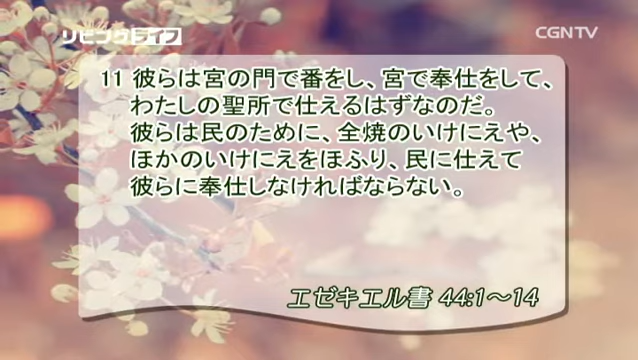 リビングライフ
CGNTV
11 彼らは宮の門で番をし、宮で奉仕をして、
わたしの聖所で仕えるはずなのだ。
彼らは民のために、全焼のいけにえや、
ほかのいけにえをほふり、民に仕えて
彼らに奉仕しなければならない。
エゼキエル書 44:1～14